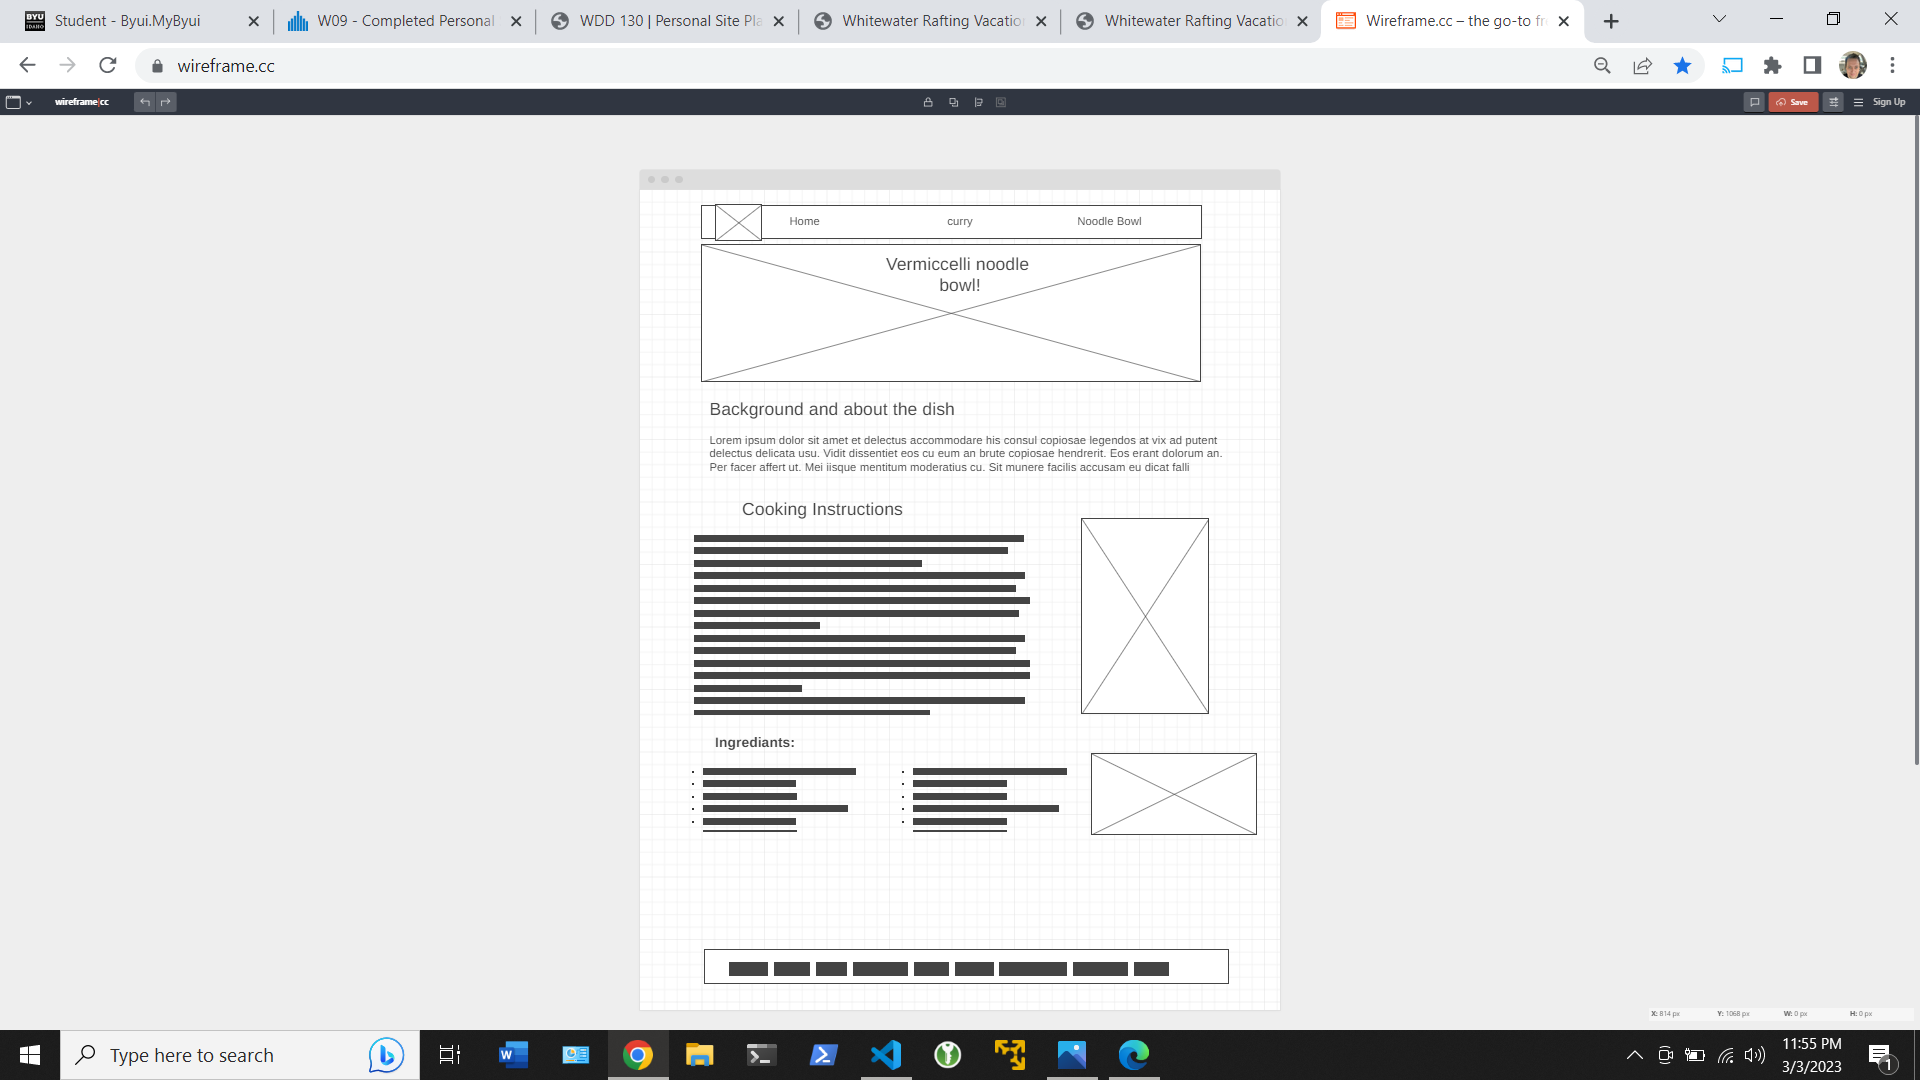 Student - Byui.MyByui
W09 - Completed Personal
WDD 130 | Personal Site Pla
Whitewater Rafting Vacatio
Whitewater Rafting Vacatio
Wireframe.cc – the go-to fr
wireframe.cc
wireframe|cc
Save
Sign Up
Home
curry
Noodle Bowl
Vermiccelli noodle
bowl!
Background and about the dish
Lorem ipsum dolor sit amet et delectus accommodare his consul copiosae legendos at vix ad putent
delectus delicata usu. Vidit dissentiet eos cu eum an brute copiosae hendrerit. Eos erant dolorum an.
Per facer affert ut. Mei iisque mentitum moderatius cu. Sit munere facilis accusam eu dicat falli
Cooking Instructions
Ingrediants:
X: 814 px Y: 1068 px W: 0 px H: 0 px
Type here to search
11:55 PM
3/3/2023
1